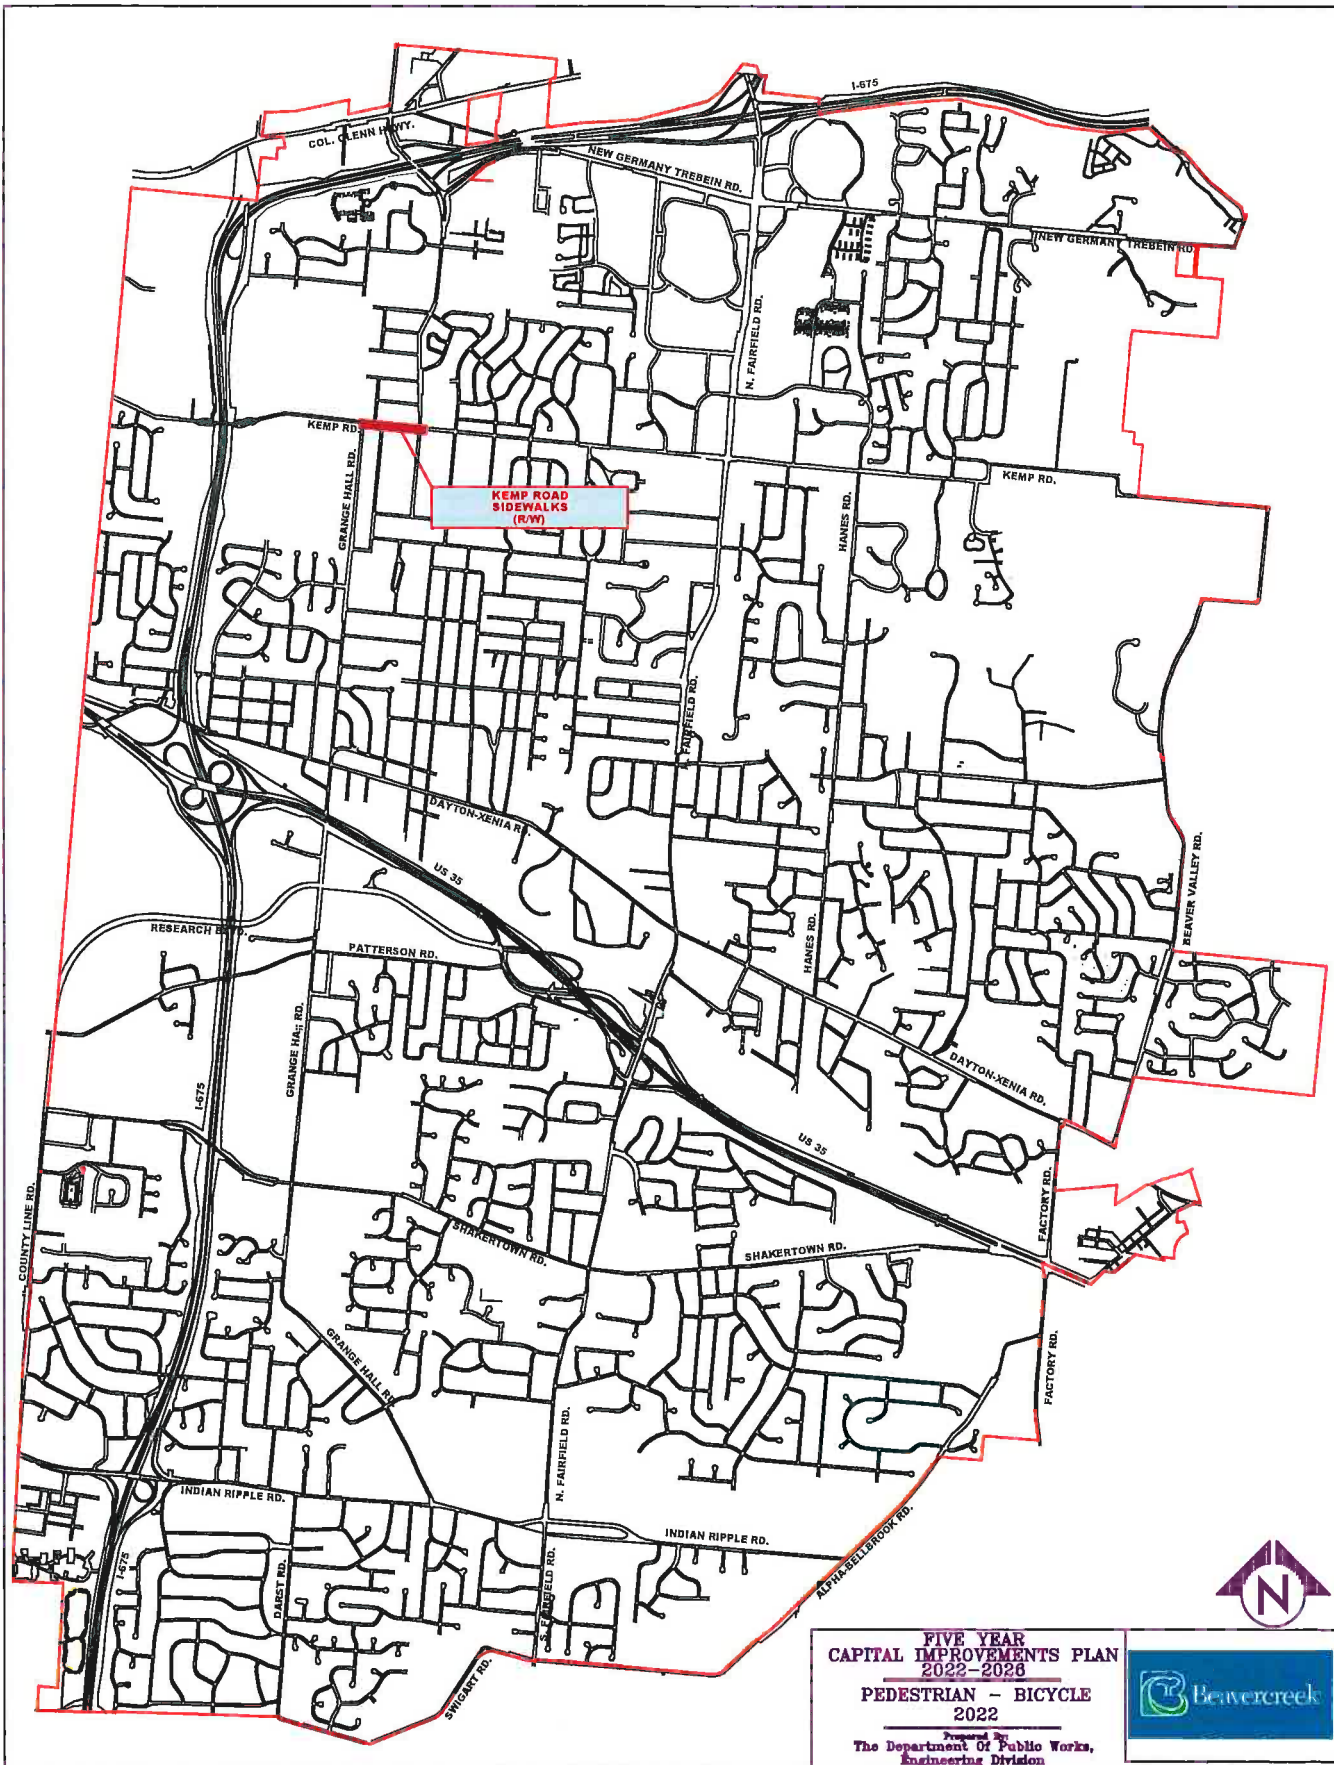 I-675
COL. GLENN HWY.
NEW GERMANY TREBEIN RD.
NEW GERMANY TREBEIN RD.
N. FAIRFIELD RD.
KEMP RD.
KEMP ROAD
SIDEWALKS
(R/W)
KEMP RD.
GRANGE HALL RD.
HANES RD.
N. FAIRFIELD RD.
DAYTON-XENIA RD.
US 35
BEAVER VALLEY RD.
RESEARCH BLVD.
PATTERSON RD.
HANES RD.
GRANGE HALL RD.
DAYTON-XENIA RD.
I-675
US 35
COUNTY LINE RD.
FACTORY RD.
SHAKERTOWN RD.
SHAKERTOWN RD.
GRANGE HALL RD.
FACTORY RD.
N. FAIRFIELD RD.
INDIAN RIPPLE RD.
INDIAN RIPPLE RD.
ALPHA-BELLBROOK RD.
I-675
DARST RD.
S. FAIRFIELD RD.
SWIGART RD.
N
FIVE YEAR
CAPITAL IMPROVEMENTS PLAN
2022-2026
PEDESTRIAN - BICYCLE
2022
Prepared By:
The Department Of Public Works,
Engineering Division
Beavercreek